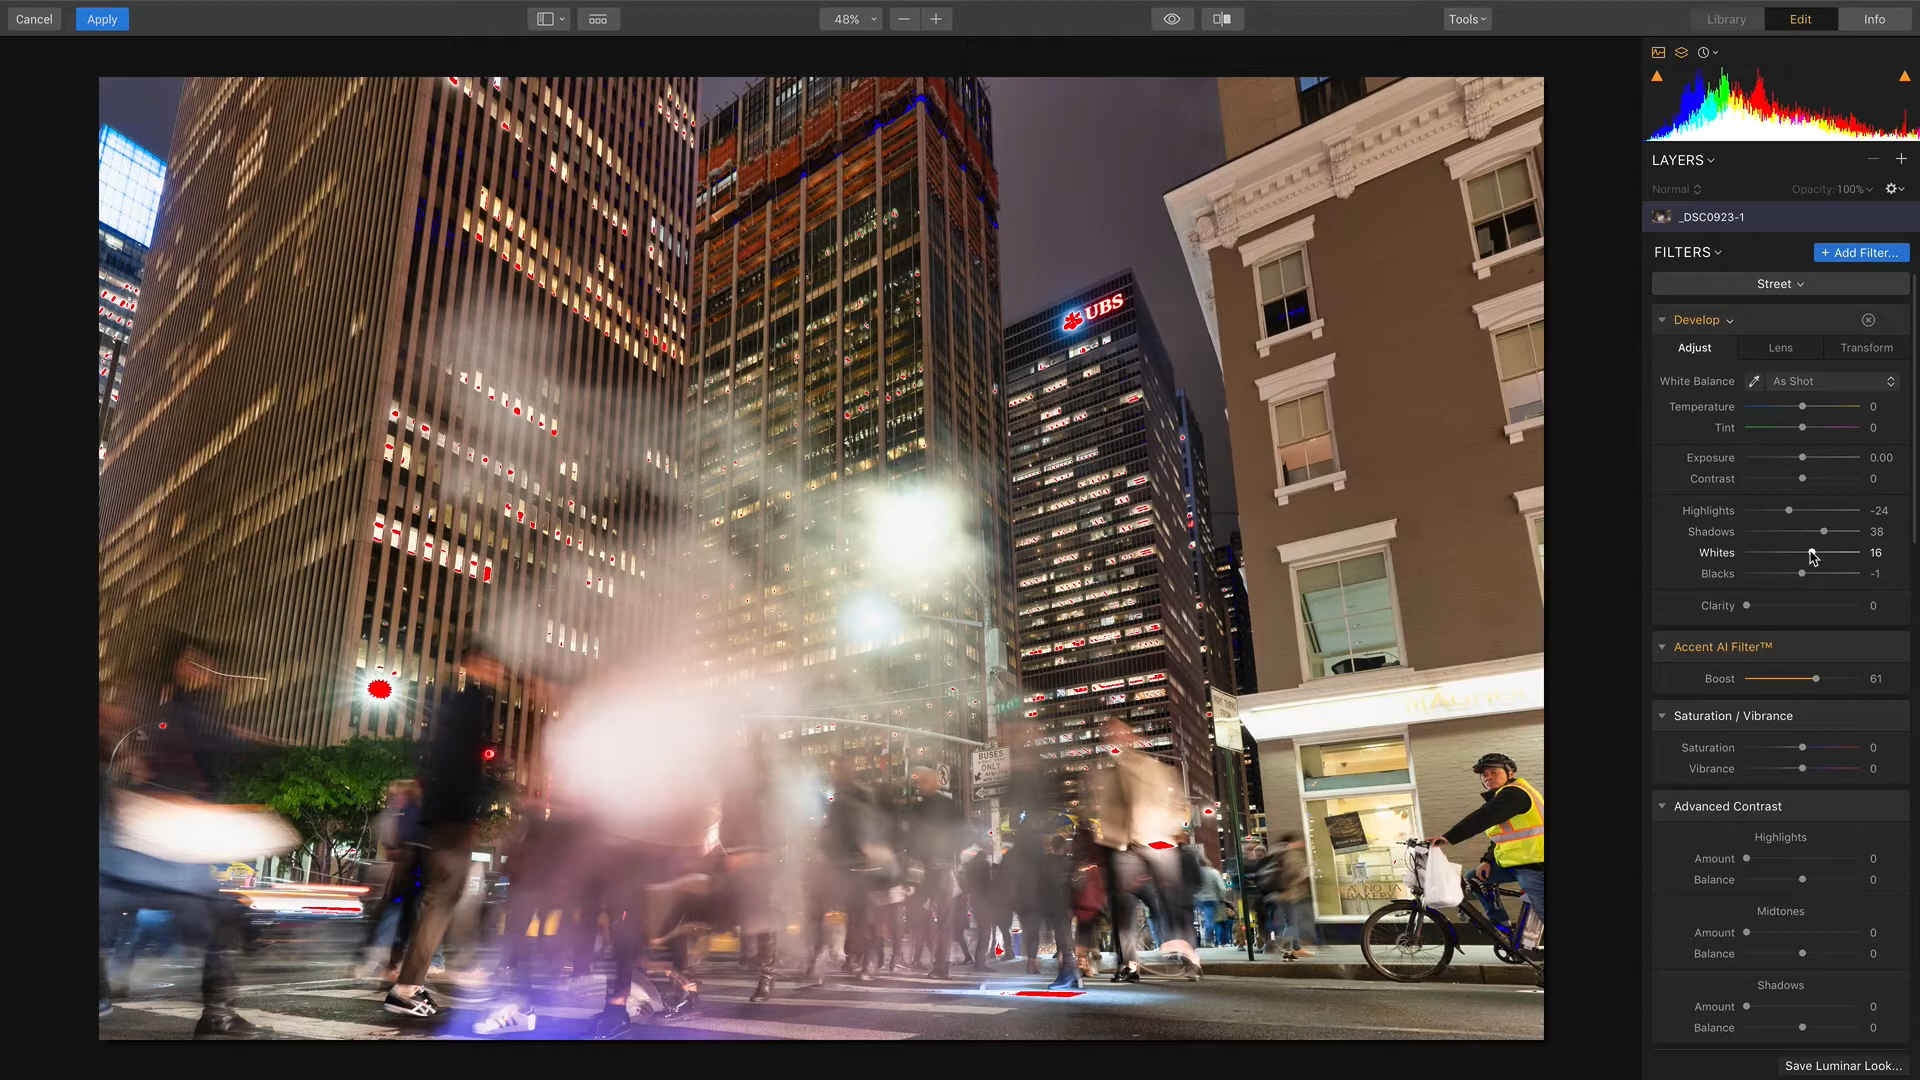 Cancel
Apply
48%
Tools
Library
Edit
Info
LAYERS
Normal
Opacity: 100%
_DSC0923-1
FILTERS
+ Add Filter...
Street
Develop
Adjust
Lens
Transform
White Balance
As Shot
Temperature 0
Tint 0
Exposure 0.00
Contrast 0
Highlights -24
Shadows 38
Whites 16
Blacks -1
Clarity 0
Accent AI Filter™
Boost 61
Saturation / Vibrance
Saturation 0
Vibrance 0
Advanced Contrast
Highlights
Amount 0
Balance 0
Midtones
Amount 0
Balance 0
Shadows
Amount 0
Balance 0
Save Luminar Look...
UBS
BUSES
ONLY
BAKERY